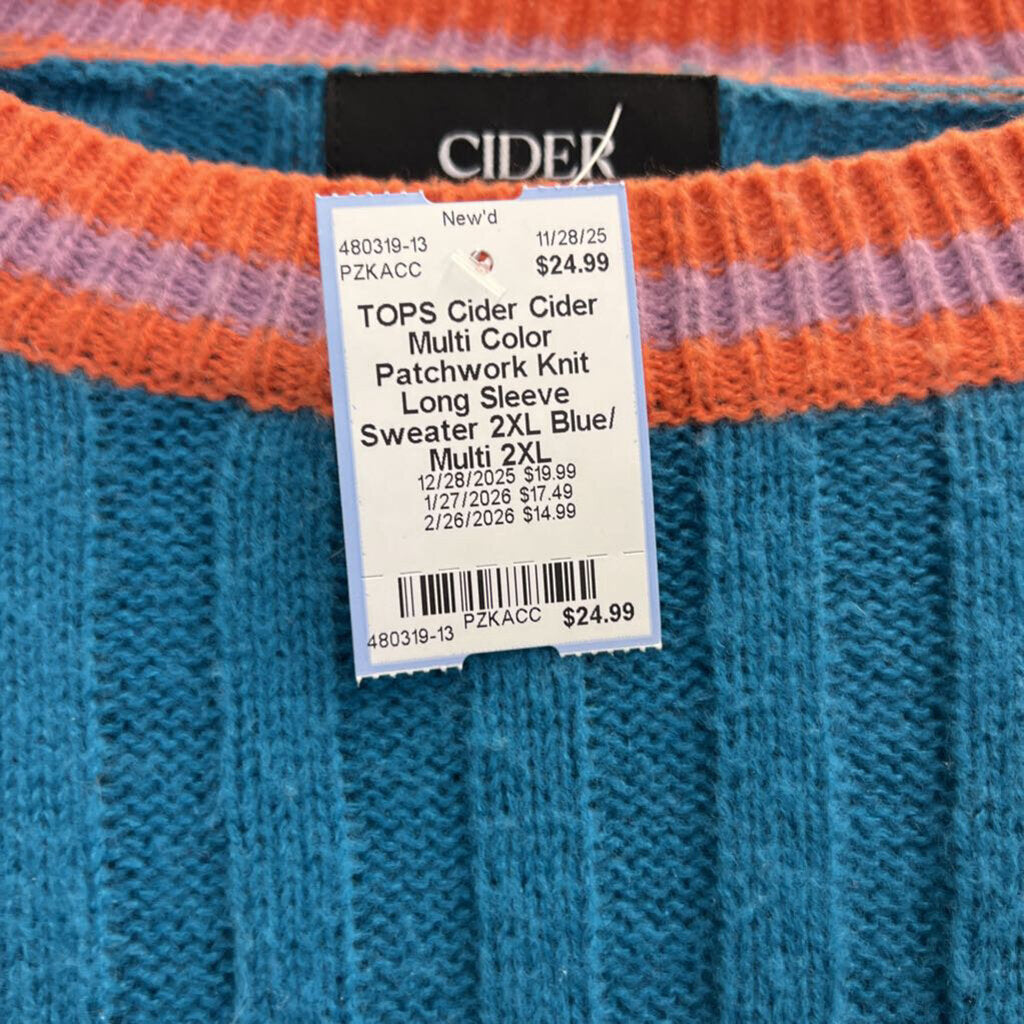 CIDER
New'd
480319-13 11/28/25
PZKACC $24.99
TOPS Cider Cider
Multi Color
Patchwork Knit
Long Sleeve
Sweater 2XL Blue/
Multi 2XL
12/28/2025 $19.99
1/27/2026 $17.49
2/26/2026 $14.99
480319-13 PZKACC $24.99